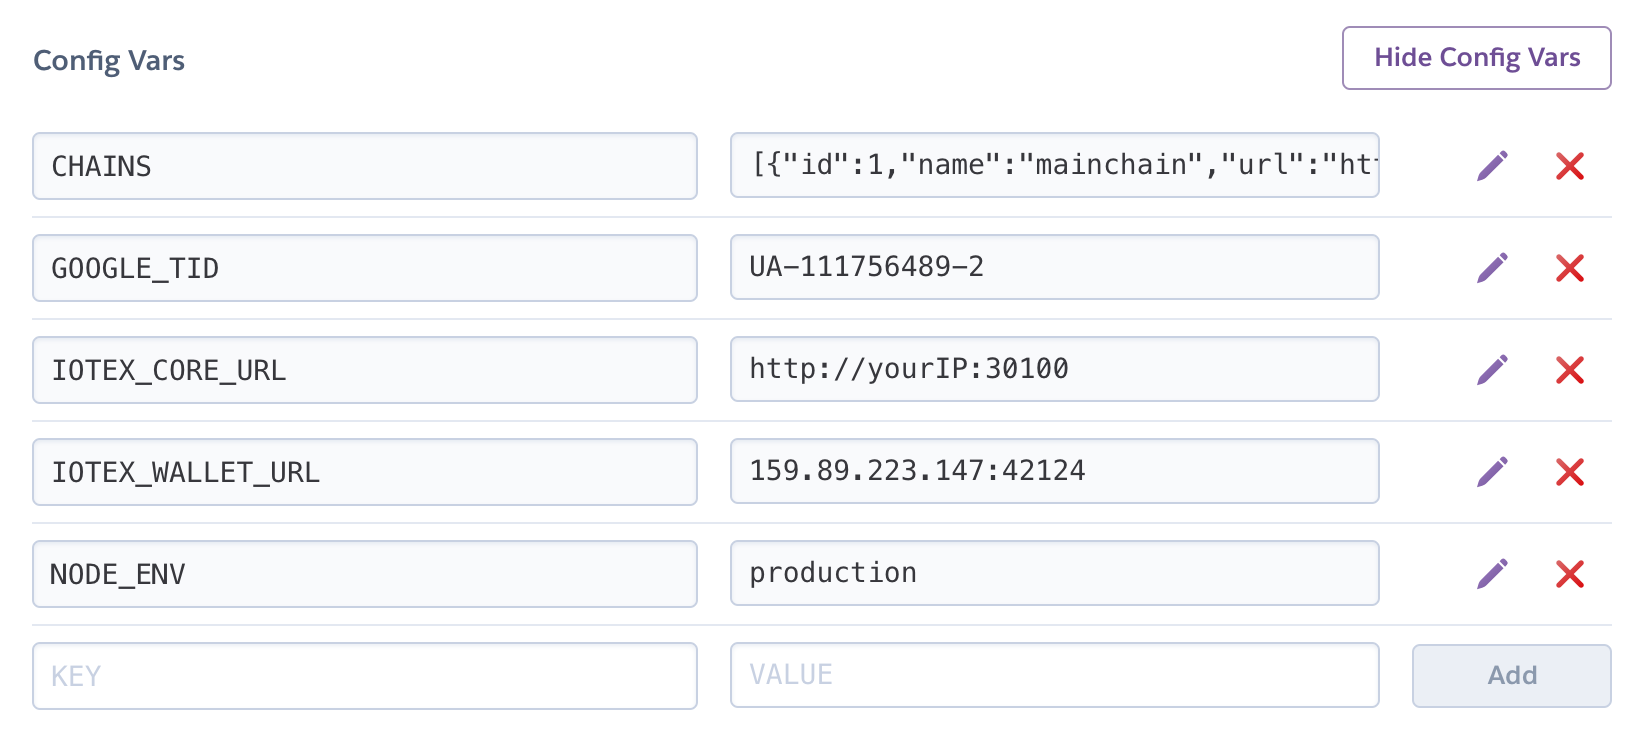 Config Vars
Hide Config Vars
CHAINS
[{"id":1,"name":"mainchain","url":"htt
GOOGLE_TID
UA-111756489-2
IOTEX_CORE_URL
http://yourIP:30100
IOTEX_WALLET_URL
159.89.223.147:42124
NODE_ENV
production
KEY
VALUE
Add